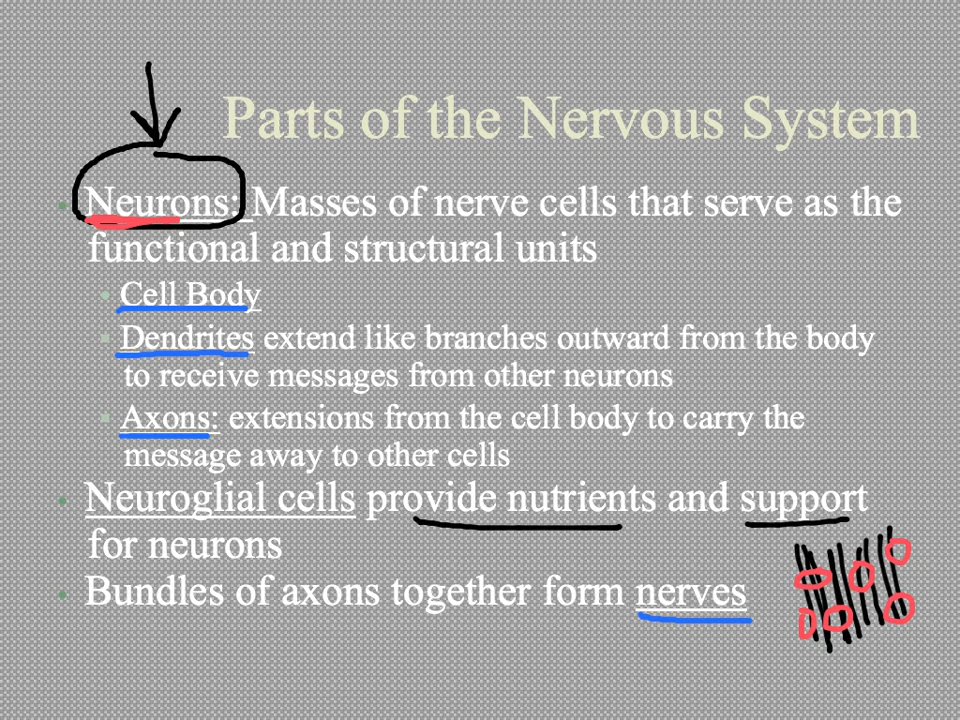 Parts of the Nervous System
• Neurons: Masses of nerve cells that serve as the
functional and structural units
• Cell Body
• Dendrites extend like branches outward from the body
to receive messages from other neurons
• Axons: extensions from the cell body to carry the
message away to other cells
• Neuroglial cells provide nutrients and support
for neurons
• Bundles of axons together form nerves